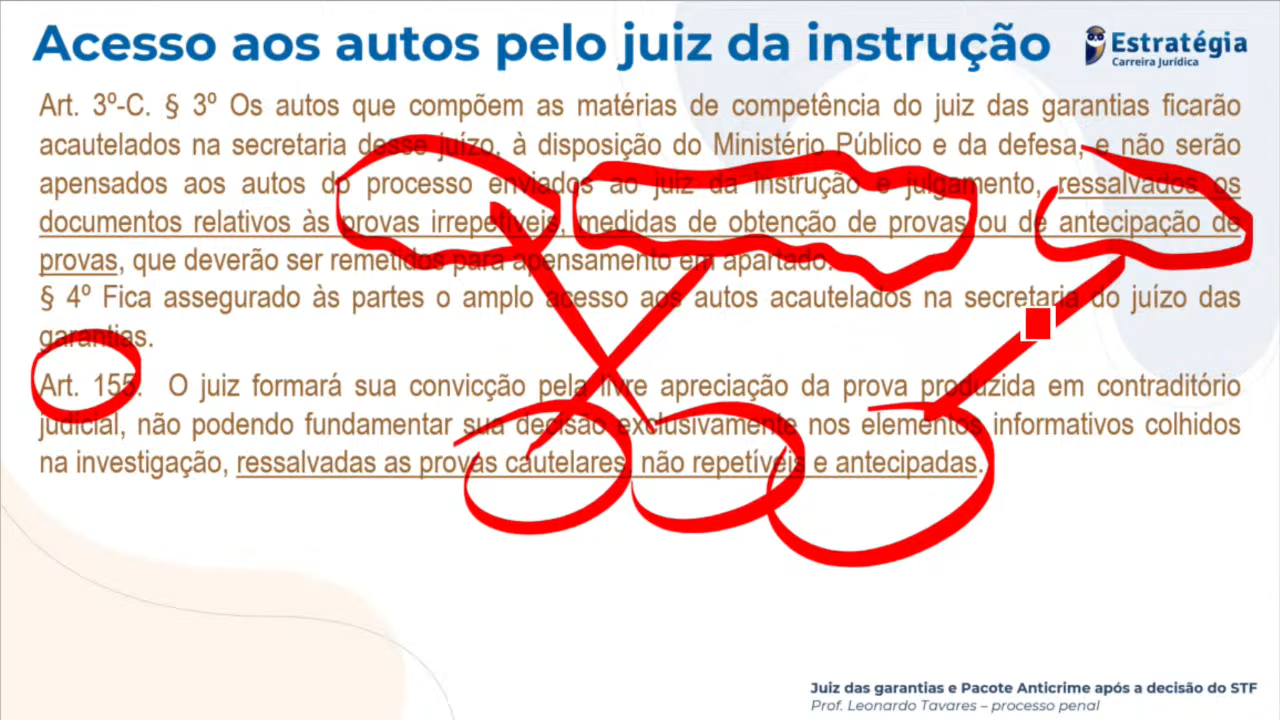 Acesso aos autos pelo juiz da instrução
Estratégia
Carreira Jurídica
Art. 3º-C. § 3º Os autos que compõem as matérias de competência do juiz das garantias ficarão
acautelados na secretaria desse juízo, à disposição do Ministério Público e da defesa, e não serão
apensados aos autos do processo enviados ao juiz da instrução e julgamento, ressalvados os
documentos relativos às provas irrepetíveis, medidas de obtenção de provas ou de antecipação de
provas, que deverão ser remetidos para apensamento em apartado.
§ 4º Fica assegurado às partes o amplo acesso aos autos acautelados na secretaria do juízo das
garantias.
Art. 155. O juiz formará sua convicção pela livre apreciação da prova produzida em contraditório
judicial, não podendo fundamentar sua decisão exclusivamente nos elementos informativos colhidos
na investigação, ressalvadas as provas cautelares, não repetíveis e antecipadas.
Juiz das garantias e Pacote Anticrime após a decisão do STF
Prof. Leonardo Tavares – processo penal